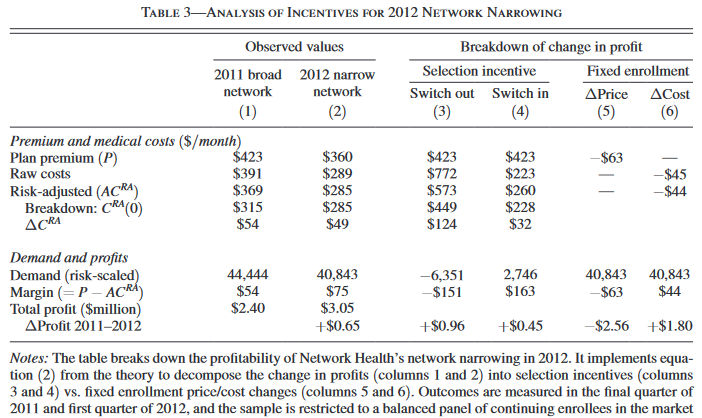 TABLE 3—ANALYSIS OF INCENTIVES FOR 2012 NETWORK NARROWING
Observed values Breakdown of change in profit
2011 broad network 2012 narrow network Selection incentive Fixed enrollment
Switch out Switch in ΔPrice ΔCost
(1) (2) (3) (4) (5) (6)
Premium and medical costs ($/month)
Plan premium (P) $423 $360 $423 $423 −$63 —
Raw costs $391 $289 $772 $223 — −$45
Risk-adjusted (ACᴿᴬ) $369 $285 $573 $260 — −$44
Breakdown: Cᴿᴬ(0) $315 $285 $449 $228
ΔCᴿᴬ $54 $49 $124 $32
Demand and profits
Demand (risk-scaled) 44,444 40,843 −6,351 2,746 40,843 40,843
Margin (= P − ACᴿᴬ) $54 $75 −$151 $163 −$63 $44
Total profit ($million) $2.40 $3.05
ΔProfit 2011–2012 +$0.65 +$0.96 +$0.45 −$2.56 +$1.80
Notes: The table breaks down the profitability of Network Health's network narrowing in 2012. It implements equa-
tion (2) from the theory to decompose the change in profits (columns 1 and 2) into selection incentives (columns
3 and 4) vs. fixed enrollment price/cost changes (columns 5 and 6). Outcomes are measured in the final quarter of
2011 and first quarter of 2012, and the sample is restricted to a balanced panel of continuing enrollees in the market